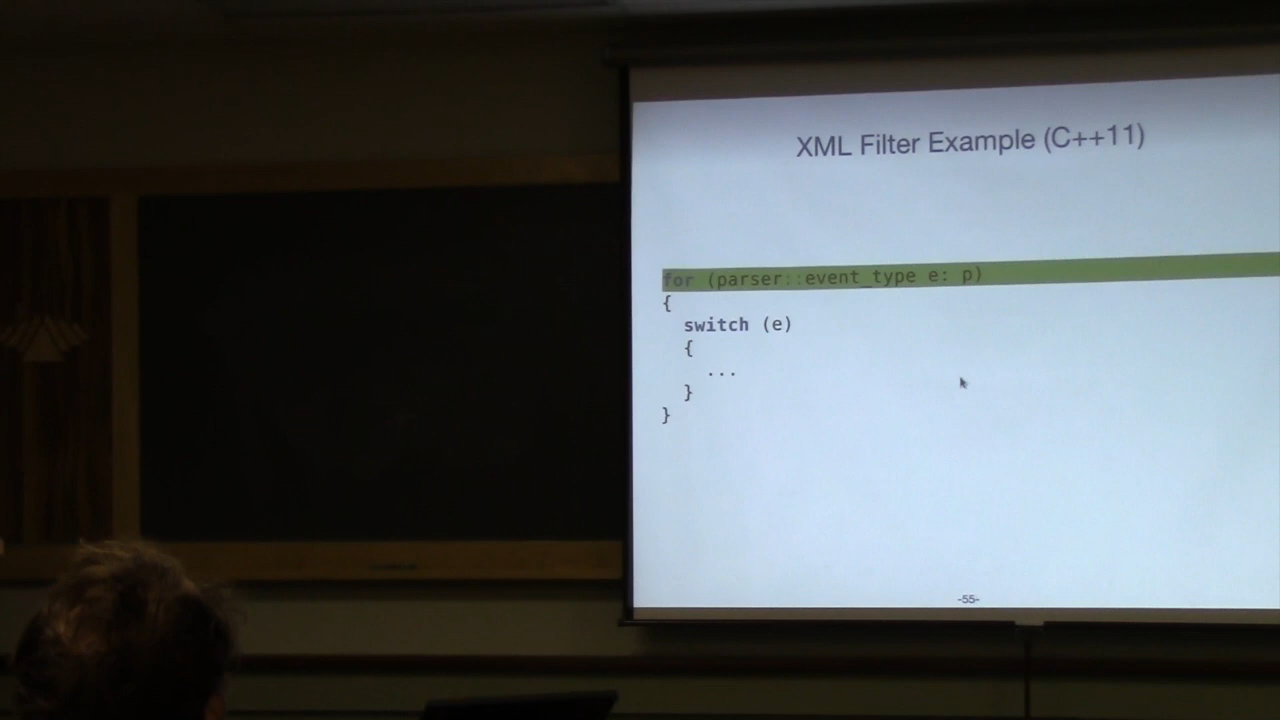 XML Filter Example (C++11)
for (parser::event_type e: p)
{
  switch (e)
  {
    ...
  }
}
-55-